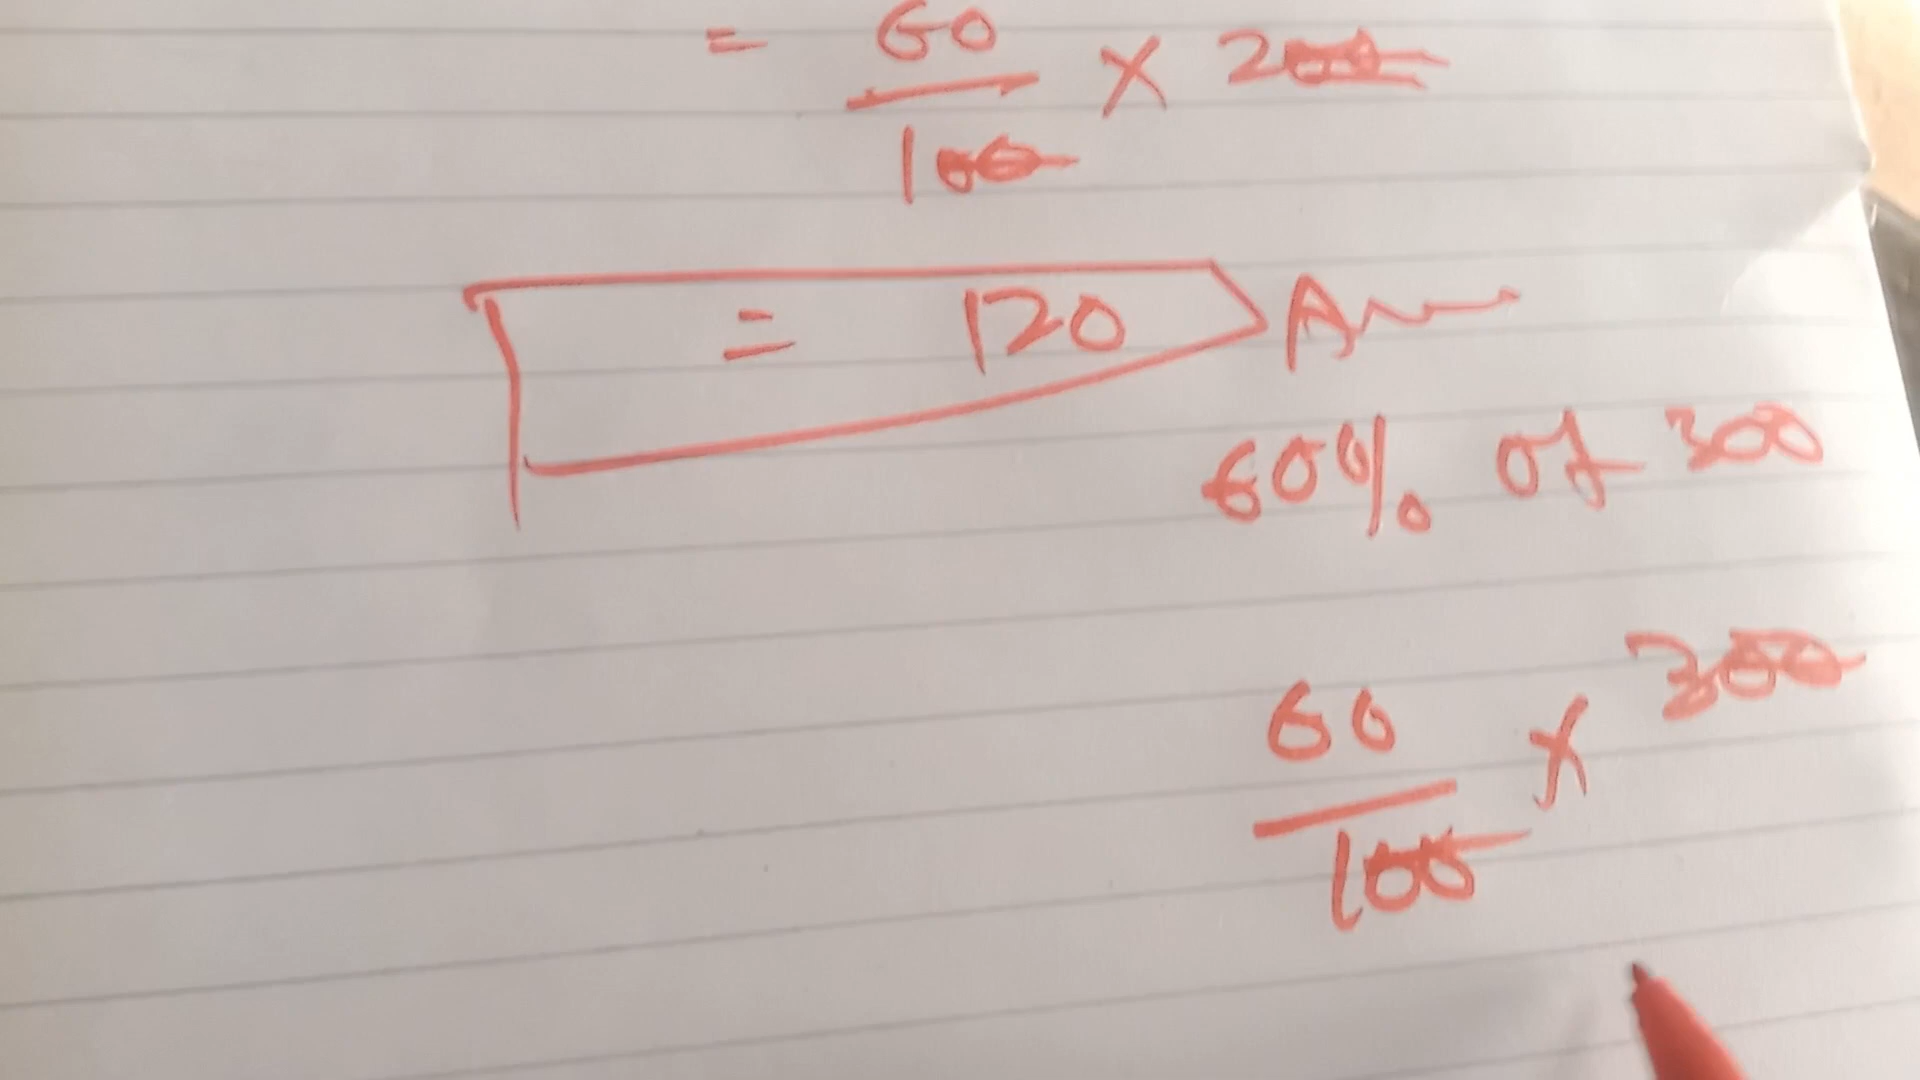 = 60/100 × 200
= 120 Ans
60% of 300
60/100 × 300